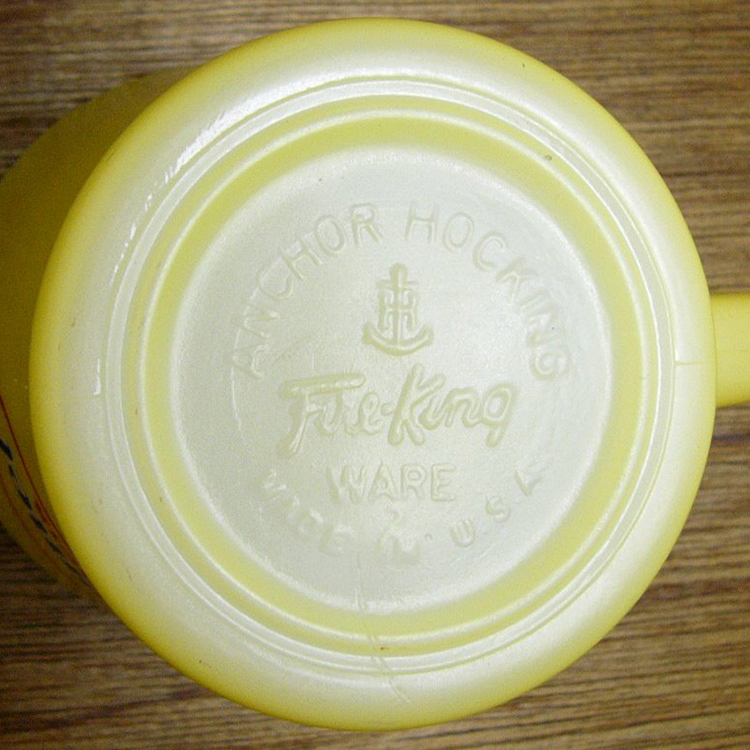 ANCHOR HOCKING
Fire-King
WARE
MADE IN U.S.A.